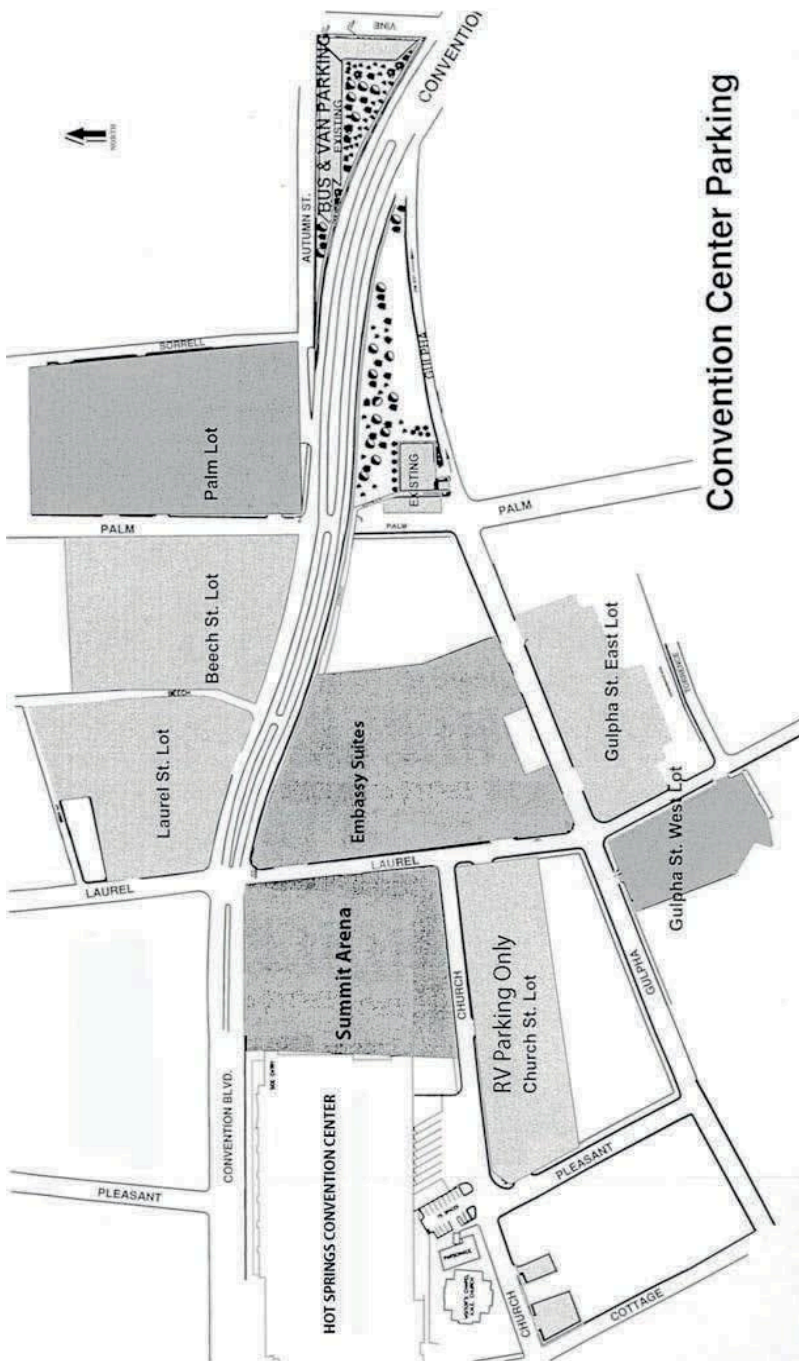 Convention Center Parking
NORTH
VINE
CONVENTION
BUS & VAN PARKING
EXISTING
AUTUMN ST.
SORRELL
Palm Lot
PALM
Beech St. Lot
BEECH
Laurel St. Lot
LAUREL
GULPHA
EXISTING
PALM
PALM
Embassy Suites
LAUREL
Gulpha St. East Lot
Gulpha St. West Lot
GULPHA
Summit Arena
CHURCH
RV Parking Only
Church St. Lot
CONVENTION BLVD.
PLEASANT
HOT SPRINGS CONVENTION CENTER
PLEASANT
PARSONAGE
CHURCH
COTTAGE